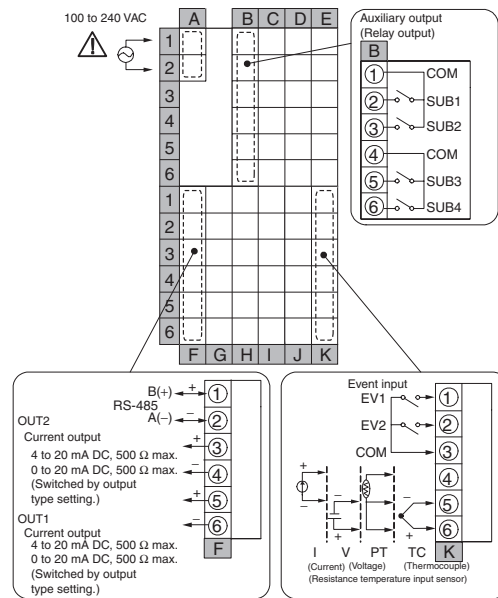 100 to 240 VAC
A B C D E
1
2
3
4
5
6
1
2
3
4
5
6
F G H I J K
Auxiliary output
(Relay output)
B
1 COM
2 SUB1
3 SUB2
4 COM
5 SUB3
6 SUB4
B(+) + 1
RS-485
A(−) − 2
OUT2
Current output
+ 3
4 to 20 mA DC, 500 Ω max.
− 4
0 to 20 mA DC, 500 Ω max.
(Switched by output
type setting.)
+ 5
OUT1
− 6
Current output
4 to 20 mA DC, 500 Ω max.
0 to 20 mA DC, 500 Ω max.
(Switched by output
type setting.)
F
Event input
EV1 1
EV2 2
COM 3
4
5
6
+ −
− +
− +
I V PT TC
(Current) (Voltage) (Thermocouple)
(Resistance temperature input sensor)
K